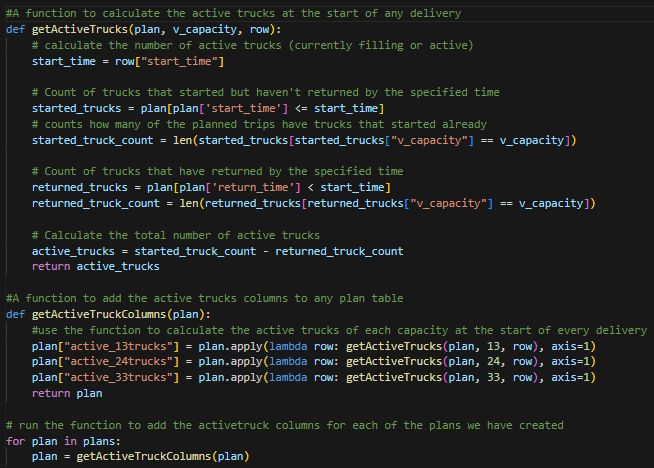 #A function to calculate the active trucks at the start of any delivery
def getActiveTrucks(plan, v_capacity, row):
    # calculate the number of active trucks (currently filling or active)
    start_time = row["start_time"]

    # Count of trucks that started but haven't returned by the specified time
    started_trucks = plan[plan['start_time'] <= start_time]
    # counts how many of the planned trips have trucks that started already
    started_truck_count = len(started_trucks[started_trucks["v_capacity"] == v_capacity])

    # Count of trucks that have returned by the specified time
    returned_trucks = plan[plan['return_time'] < start_time]
    returned_truck_count = len(returned_trucks[returned_trucks["v_capacity"] == v_capacity])

    # Calculate the total number of active trucks
    active_trucks = started_truck_count - returned_truck_count
    return active_trucks

#A function to add the active trucks columns to any plan table
def getActiveTruckColumns(plan):
    #use the function to calculate the active trucks of each capacity at the start of every delivery
    plan["active_13trucks"] = plan.apply(lambda row: getActiveTrucks(plan, 13, row), axis=1)
    plan["active_24trucks"] = plan.apply(lambda row: getActiveTrucks(plan, 24, row), axis=1)
    plan["active_33trucks"] = plan.apply(lambda row: getActiveTrucks(plan, 33, row), axis=1)
    return plan

# run the function to add the activetruck columns for each of the plans we have created
for plan in plans:
    plan = getActiveTruckColumns(plan)